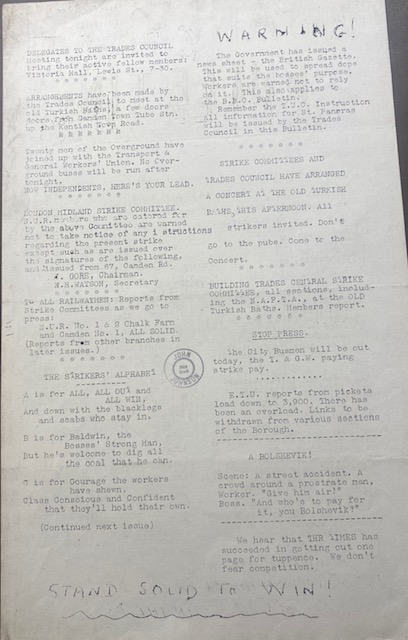 DELEGATES TO THE TRADES COUNCIL
Meeting tonight are invited to
bring their active fellow members:
Victoria Hall, Lewis St., 7-30.
ARRANGEMENTS have been made by
the Trades Council to meet at the
old Turkish Baths, a few doors
up the Kentish Town Road.
Twenty men of the Overground have
joined up with the Transport &
General Workers' Union. No Over-
ground buses will be run after
tonight.
NOW INDEPENDENTS, HERE'S YOUR LEAD.
LONDON MIDLAND STRIKE COMMITTEE.
N.U.R. who are catered for
by the above Committee are warned
not to take notice of any instructions
regarding the present strike
except such as are issued over
the signatures of the following,
and issued from 67, Camden Rd.
GORE, Chairman.
WATSON, Secretary
TO ALL RAILWAYMEN: Reports from
Strike Committees as we go to
press:
N.U.R. No. 1 & 2 Chalk Farm
and Camden No. 1, ALL SOLID.
(Reports from other branches in
later issues.)
THE STRIKERS' ALPHABET
A is for ALL, ALL OUT and
ALL WIN,
And down with the blacklegs
and scabs who stay in.
B is for Baldwin, the
Bosses' Strong Man,
But he's welcome to dig all
the coal that he can.
C is for Courage the workers
have shewn.
Class Conscious and Confident
that they'll hold their own.
(Continued next issue)
WARNING!
The Government has issued a
news sheet - the British Gazette.
This will be used to spread dope
that suits the bosses' purpose.
Workers are warned not to rely
on it. This also applies to
the B.B.C. Bulletin.
Remember the T.U.C. Instruction
All information for St. Pancras
will be issued by the Trades
Council in this Bulletin.
STRIKE COMMITTEES AND
TRADES COUNCIL HAVE ARRANGED
A CONCERT AT THE OLD TURKISH
BATHS, THIS AFTERNOON. All
strikers invited. Don't
go to the pubs. Come to the
Concert.
BUILDING TRADES CENTRAL STRIKE
COMMITTEE, all sections, includ-
ing the N.A.F.T.A., at the OLD
Turkish Baths. Members report.
STOP PRESS.
The City Busmen will be out
today, the T. & G.W. paying
strike pay.
E.T.U. reports from pickets
load down to 3,900. There has
been an overload. Links to be
withdrawn from various sections
of the Borough.
A BOLSHEVIK!
Scene: A street accident. A
crowd around a prostrate man.
Worker. "Give him air!"
Boss. "And who's to pay for
it, you Bolshevik?"
We hear that THE TIMES has
succeeded in getting out one
page for tuppence. We don't
fear competition.
JOHN
JOHNSON
STAND SOLID TO WIN!